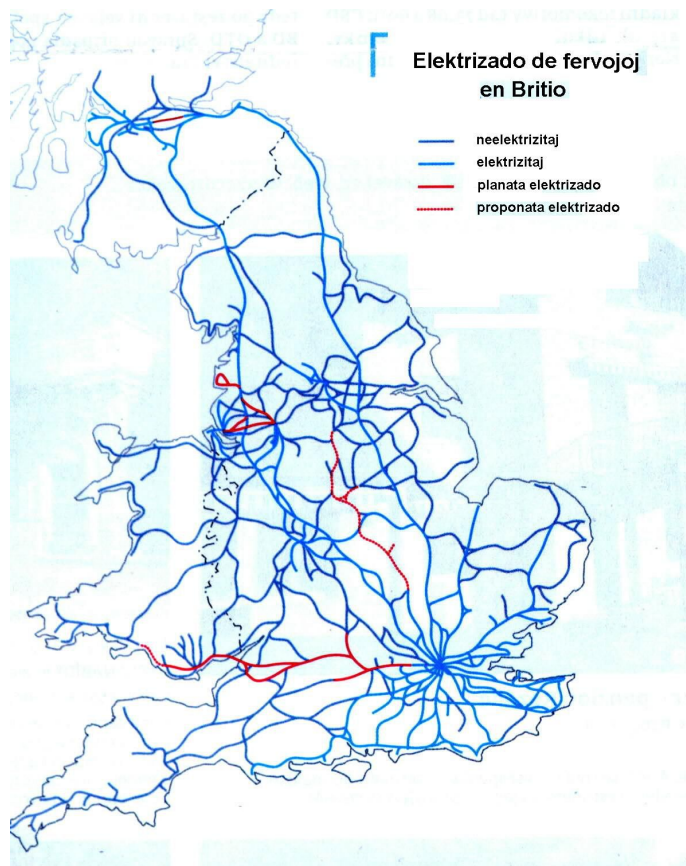 Elektrizado de fervojoj
en Britio
neelektrizitaj
elektrizitaj
planata elektrizado
proponata elektrizado